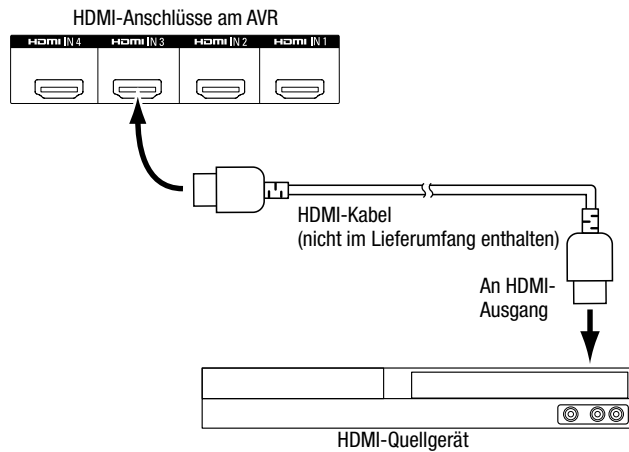 HDMI-Anschlüsse am AVR
HDMI IN 4 HDMI IN 3 HDMI IN 2 HDMI IN 1
HDMI-Kabel
(nicht im Lieferumfang enthalten)
An HDMI-
Ausgang
HDMI-Quellgerät